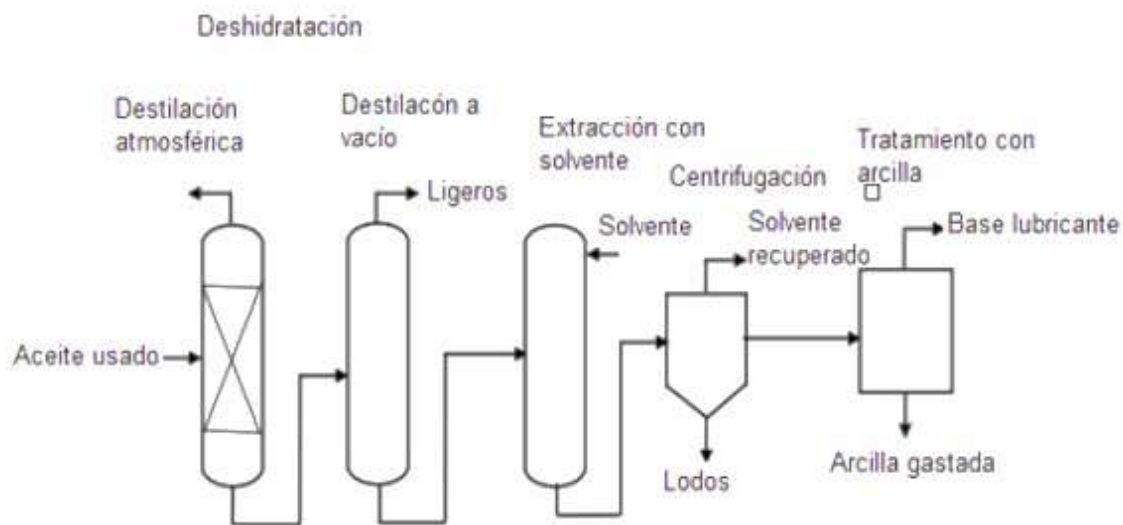 Deshidratación
Destilación
atmosférica
Destilacón a
vacío
Extracción con
solvente
Tratamiento con
arcilla
Centrifugación
Ligeros
Solvente
Solvente
recuperado
Base lubricante
Aceite usado
Lodos
Arcilla gastada